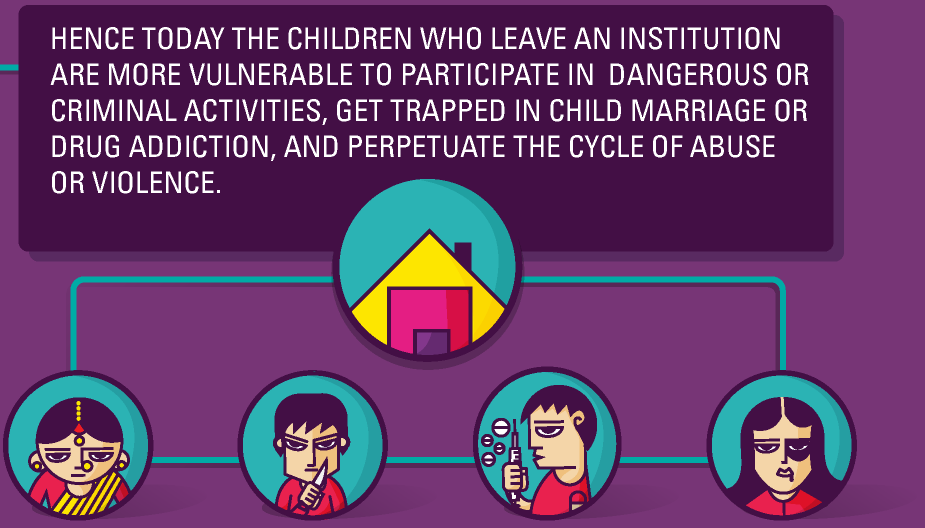 HENCE TODAY THE CHILDREN WHO LEAVE AN INSTITUTION
ARE MORE VULNERABLE TO PARTICIPATE IN  DANGEROUS OR
CRIMINAL ACTIVITIES, GET TRAPPED IN CHILD MARRIAGE OR
DRUG ADDICTION, AND PERPETUATE THE CYCLE OF ABUSE
OR VIOLENCE.